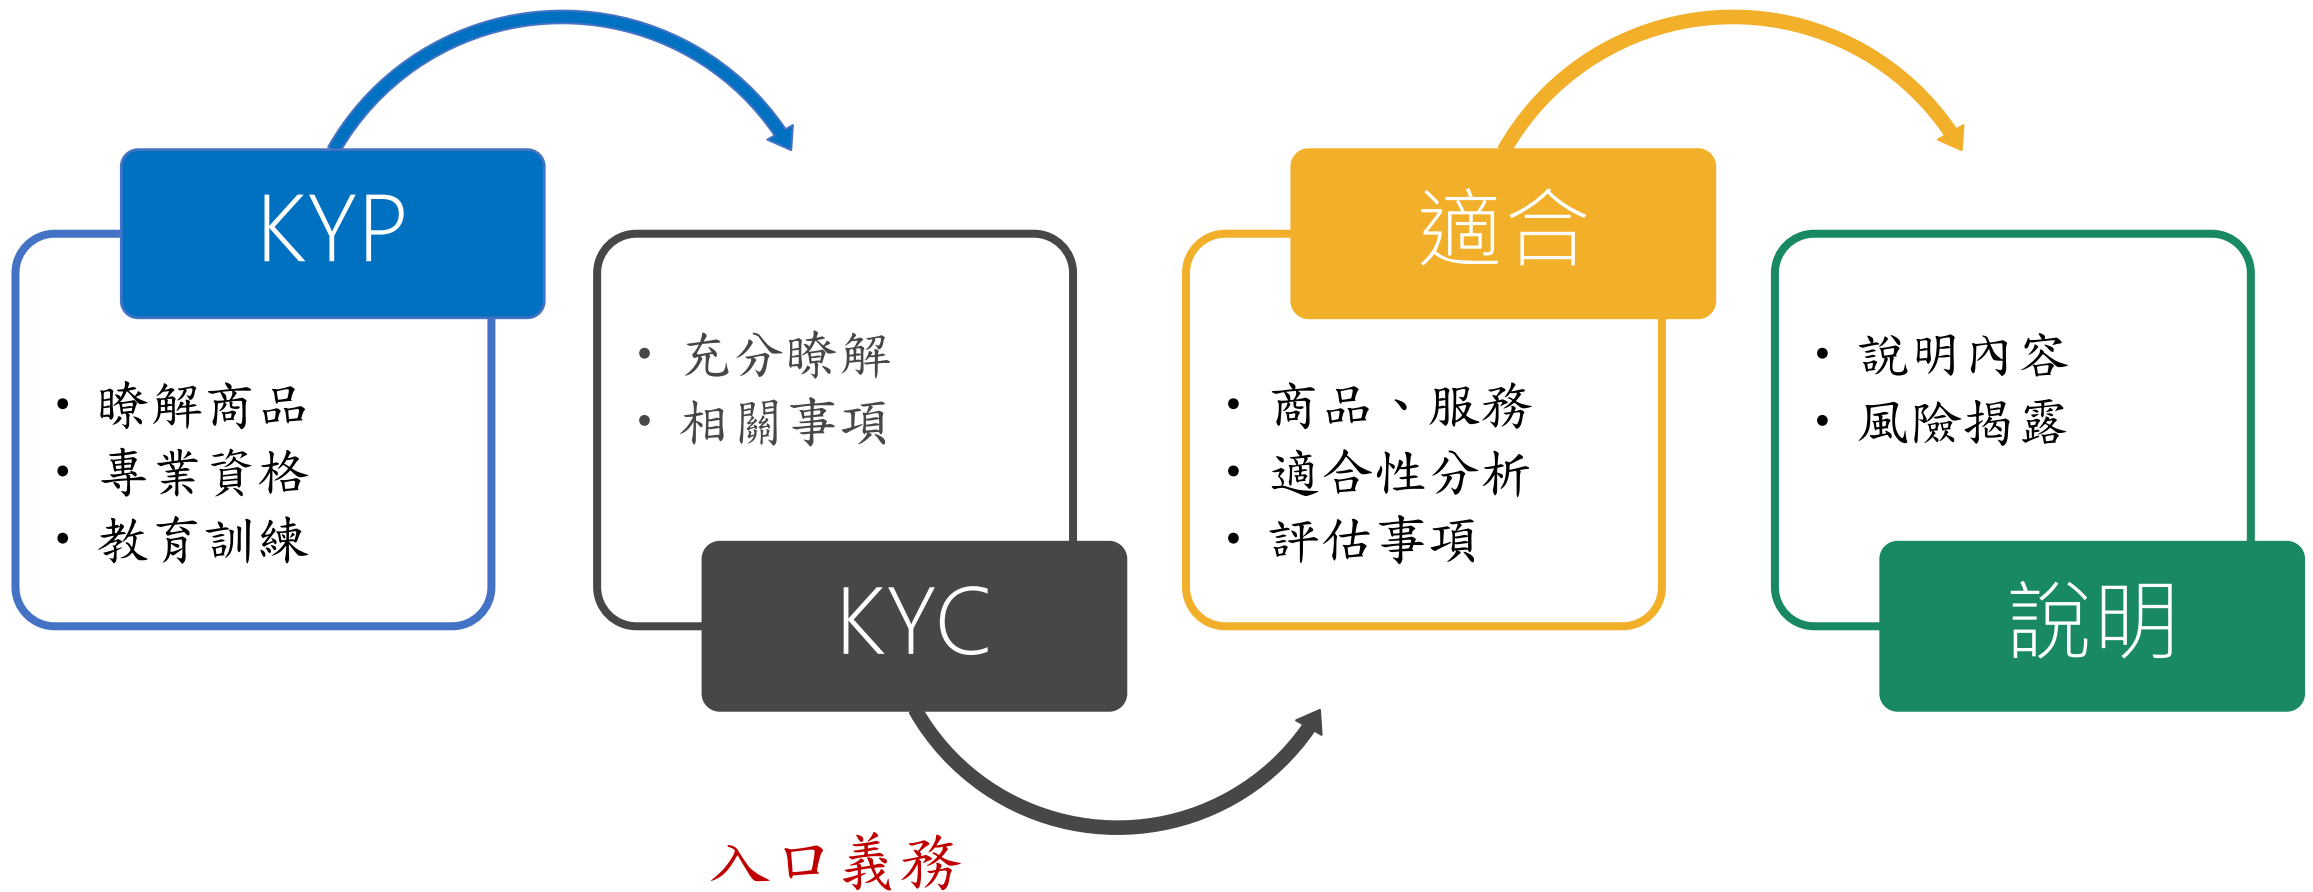 KYP
• 瞭解商品
• 專業資格
• 教育訓練
• 充分瞭解
• 相關事項
KYC
入口義務
適合
• 商品、服務
• 適合性分析
• 評估事項
• 說明內容
• 風險揭露
說明